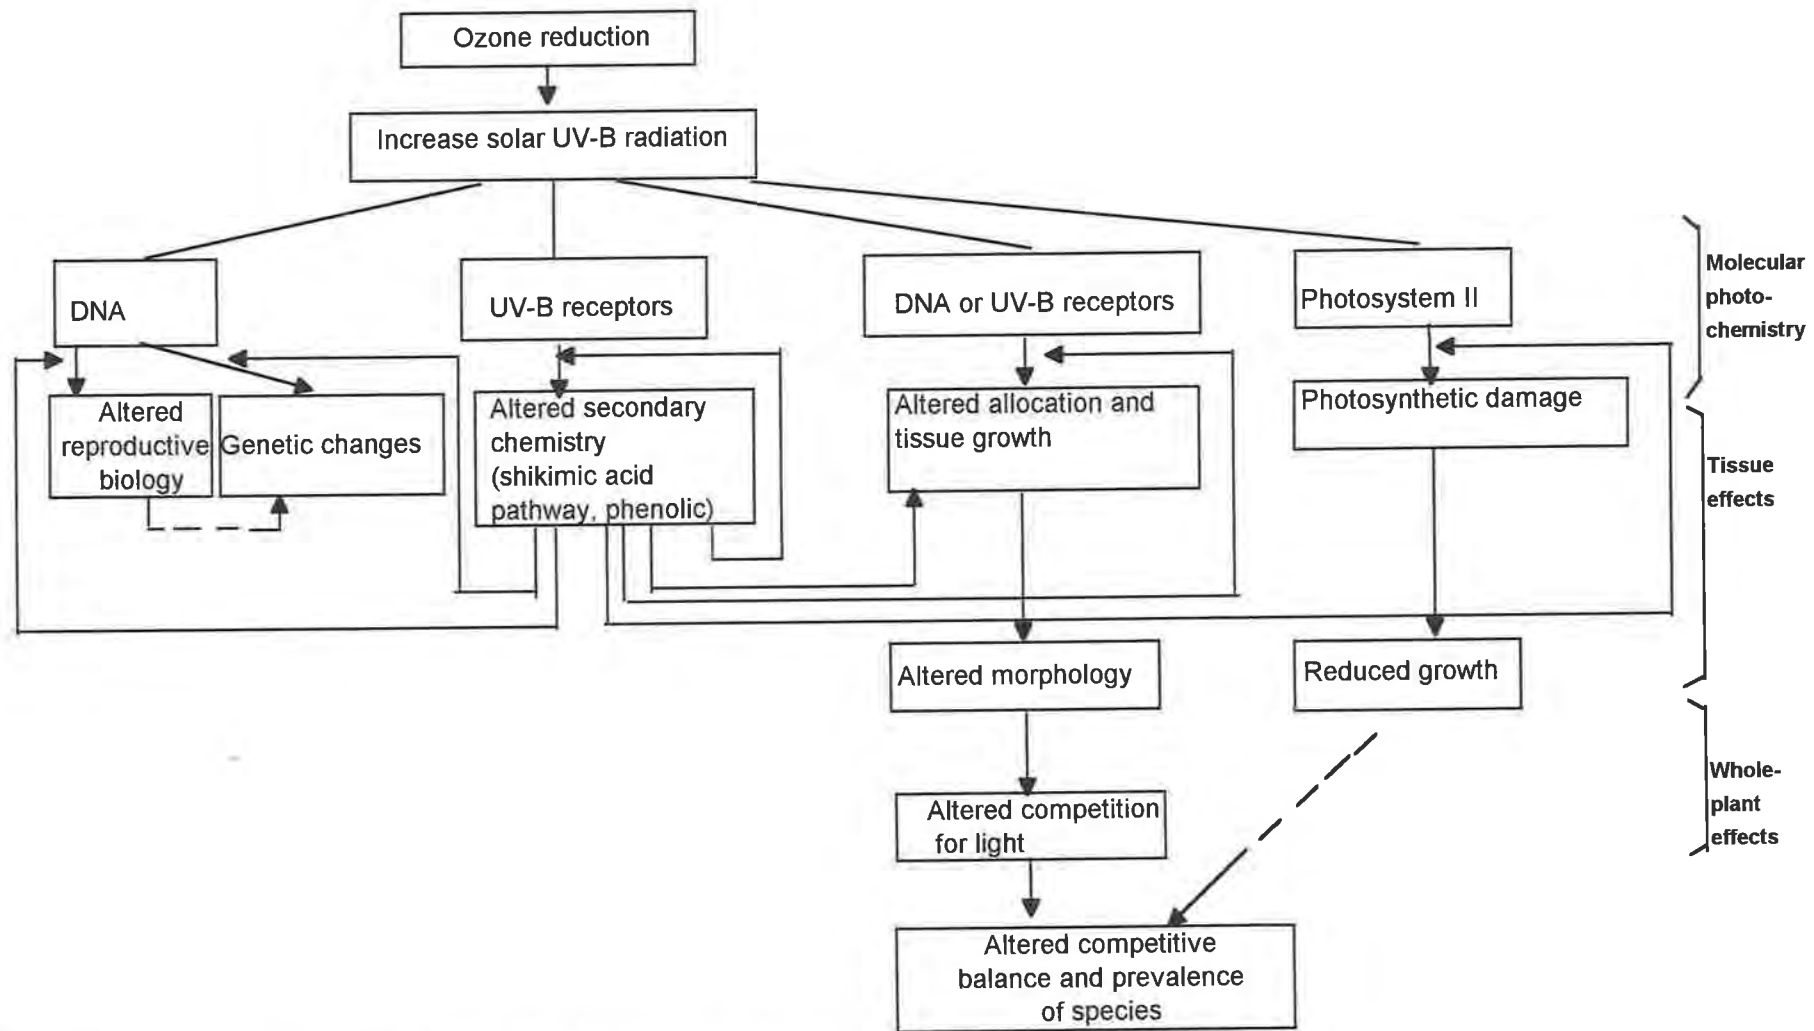 Ozone reduction
Increase solar UV-B radiation
DNA
UV-B receptors
DNA or UV-B receptors
Photosystem II
Molecular
photo-
chemistry
Altered
reproductive
biology
Genetic changes
Altered secondary
chemistry
(shikimic acid
pathway, phenolic)
Altered allocation and
tissue growth
Photosynthetic damage
Tissue
effects
Altered morphology
Reduced growth
Whole-
plant
effects
Altered competition
for light
Altered competitive
balance and prevalence
of species